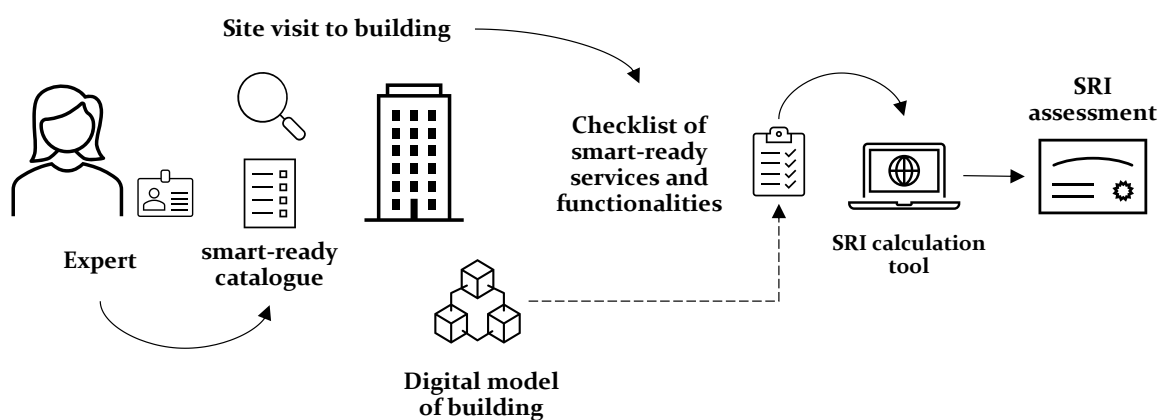 Site visit to building
Expert
smart-ready
catalogue
Checklist of
smart-ready
services and
functionalities
Digital model
of building
SRI calculation
tool
SRI
assessment